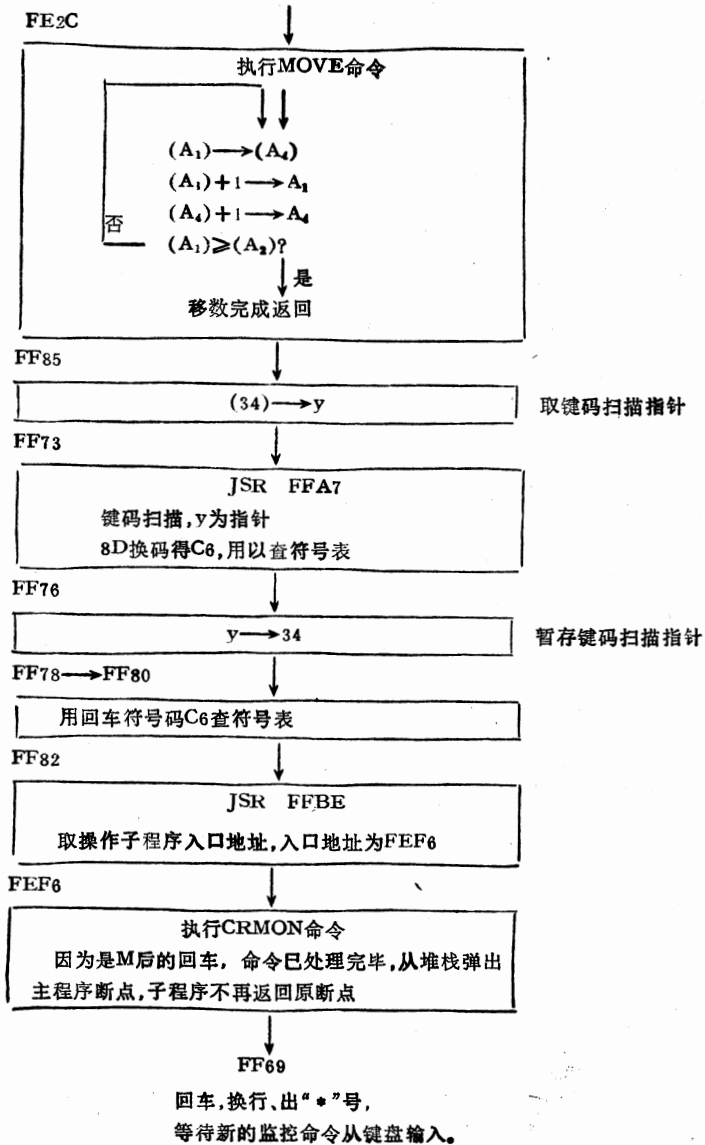 FE2C
执行MOVE命令
(A₁)⟶(A₄)
(A₁)+1⟶A₁
(A₄)+1⟶A₄
否
(A₁)≥(A₂)?
是
移数完成返回
FF85
(34)⟶y 取键码扫描指针
FF73
JSR FFA7
键码扫描,y为指针
8D换码得C6,用以查符号表
FF76
y⟶34 暂存键码扫描指针
FF78⟶FF80
用回车符号码C6查符号表
FF82
JSR FFBE
取操作子程序入口地址,入口地址为FEF6
FEF6
执行CRMON命令
因为是M后的回车,命令已处理完毕,从堆栈弹出
主程序断点,子程序不再返回原断点
FF69
回车,换行、出“*”号,
等待新的监控命令从键盘输入。